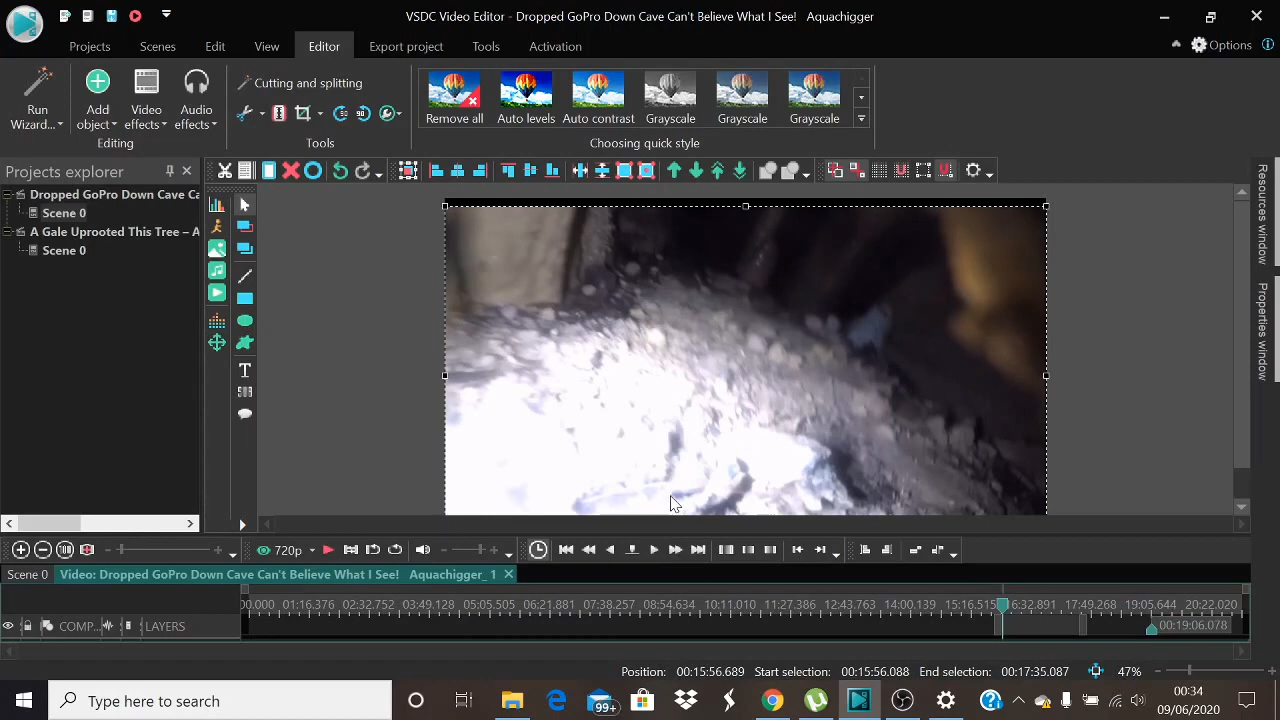 VSDC Video Editor - Dropped GoPro Down Cave Can't Believe What I See! Aquachigger
Projects Scenes Edit View Editor Export project Tools Activation Options
Run Wizard...
Add object
Video effects
Audio effects
Editing
Cutting and splitting
Tools
Remove all
Auto levels
Auto contrast
Grayscale
Grayscale
Grayscale
Choosing quick style
Projects explorer
Dropped GoPro Down Cave Ca
Scene 0
A Gale Uprooted This Tree – A
Scene 0
Resources window
Properties window
720p
Scene 0 Video: Dropped GoPro Down Cave Can't Believe What I See! Aquachigger_ 1
00.000 01:16.376 02:32.752 03:49.128 05:05.505 06:21.881 07:38.257 08:54.634 10:11.010 11:27.386 12:43.763 14:00.139 15:16.515 16:32.891 17:49.268 19:05.644 20:22.020
COMP... LAYERS
00:19:06.078
Position: 00:15:56.689 Start selection: 00:15:56.088 End selection: 00:17:35.087 47%
Type here to search
99+
00:34
09/06/2020